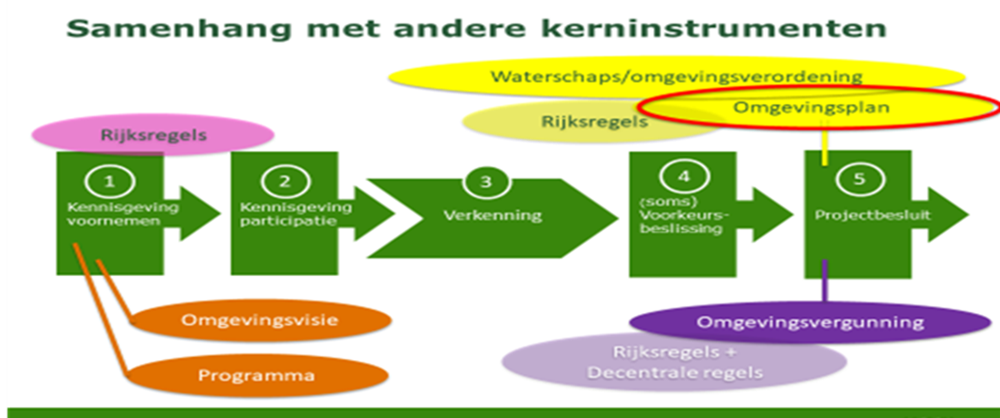 Samenhang met andere kerninstrumenten
Waterschaps/omgevingsverordening
Omgevingsplan
Rijksregels
Rijksregels
1
Kennisgeving
voornemen
2
Kennisgeving
participatie
3
Verkenning
4
(soms)
Voorkeurs-
beslissing
5
Projectbesluit
Omgevingsvisie
Omgevingsvergunning
Rijksregels +
Decentrale regels
Programma